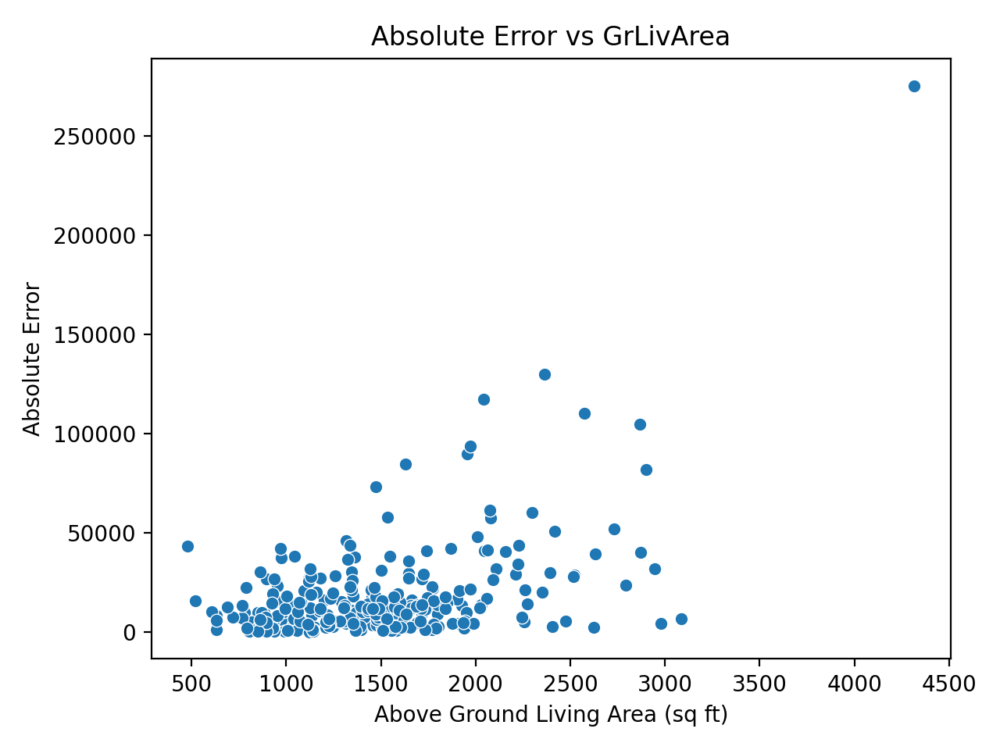 Absolute Error vs GrLivArea
250000
200000
150000
100000
50000
0
Absolute Error
500 1000 1500 2000 2500 3000 3500 4000 4500
Above Ground Living Area (sq ft)